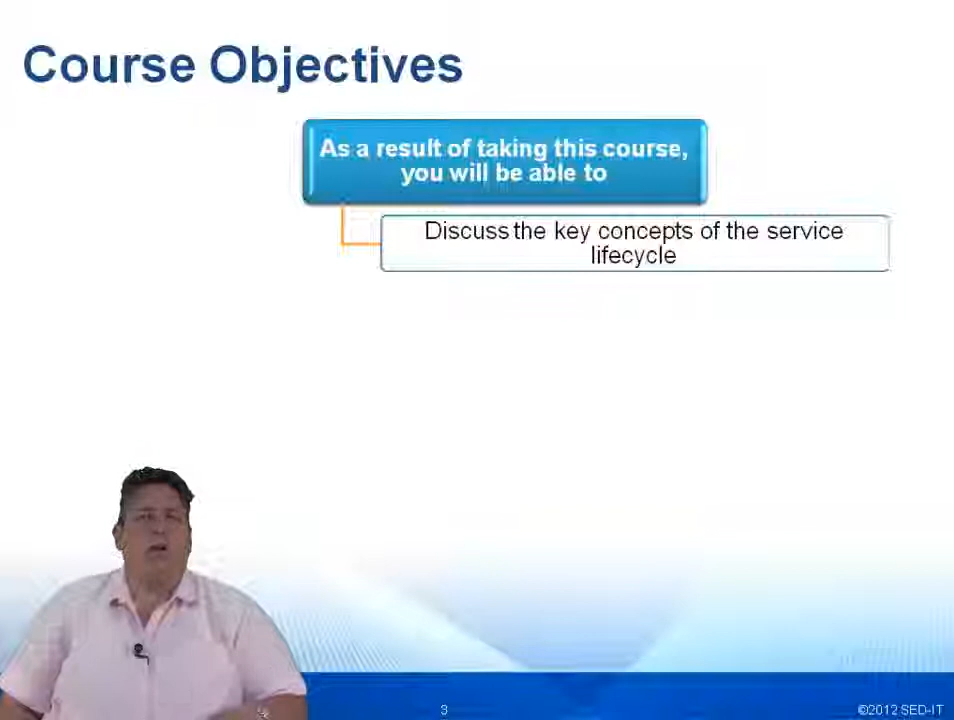 Course Objectives
As a result of taking this course,
you will be able to
Discuss the key concepts of the service
lifecycle
3
©2012 SED-IT